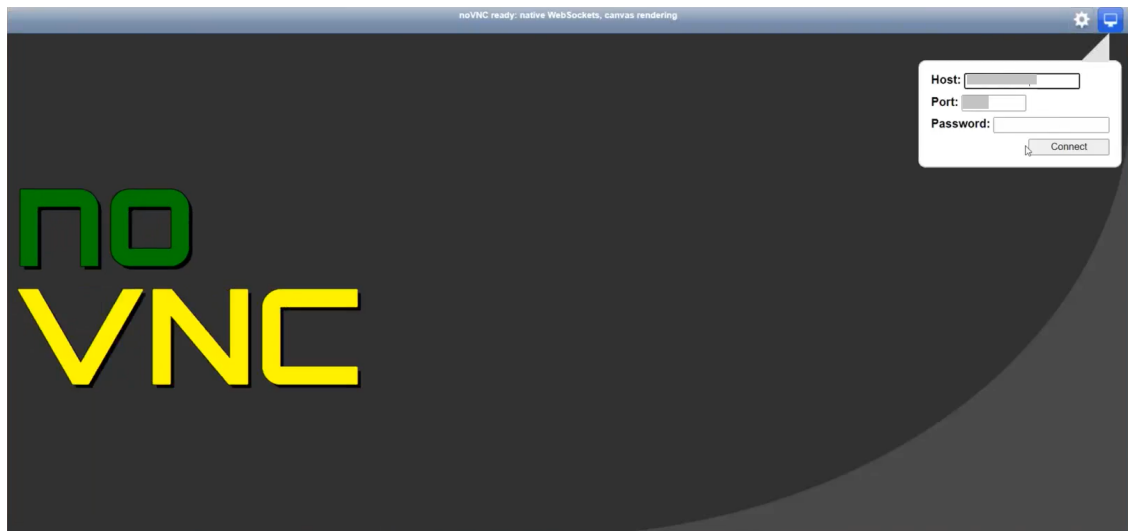 noVNC ready: native WebSockets, canvas rendering
Host:
Port:
Password:
Connect
no
VNC